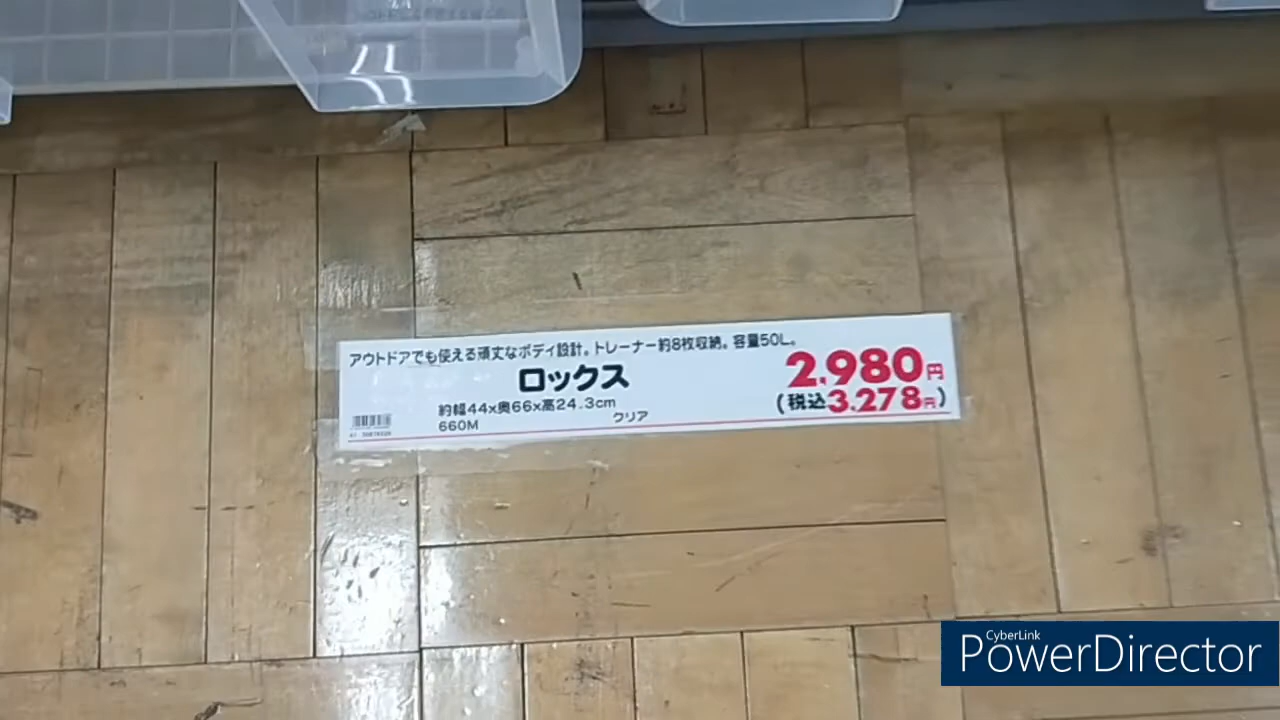 アウトドアでも使える頑丈なボディ設計。トレーナー約8枚収納。容量50L。
ロックス
2,980円
(税込3,278円)
約幅44x奥66x高24.3cm
660M
クリア
CyberLink
PowerDirector